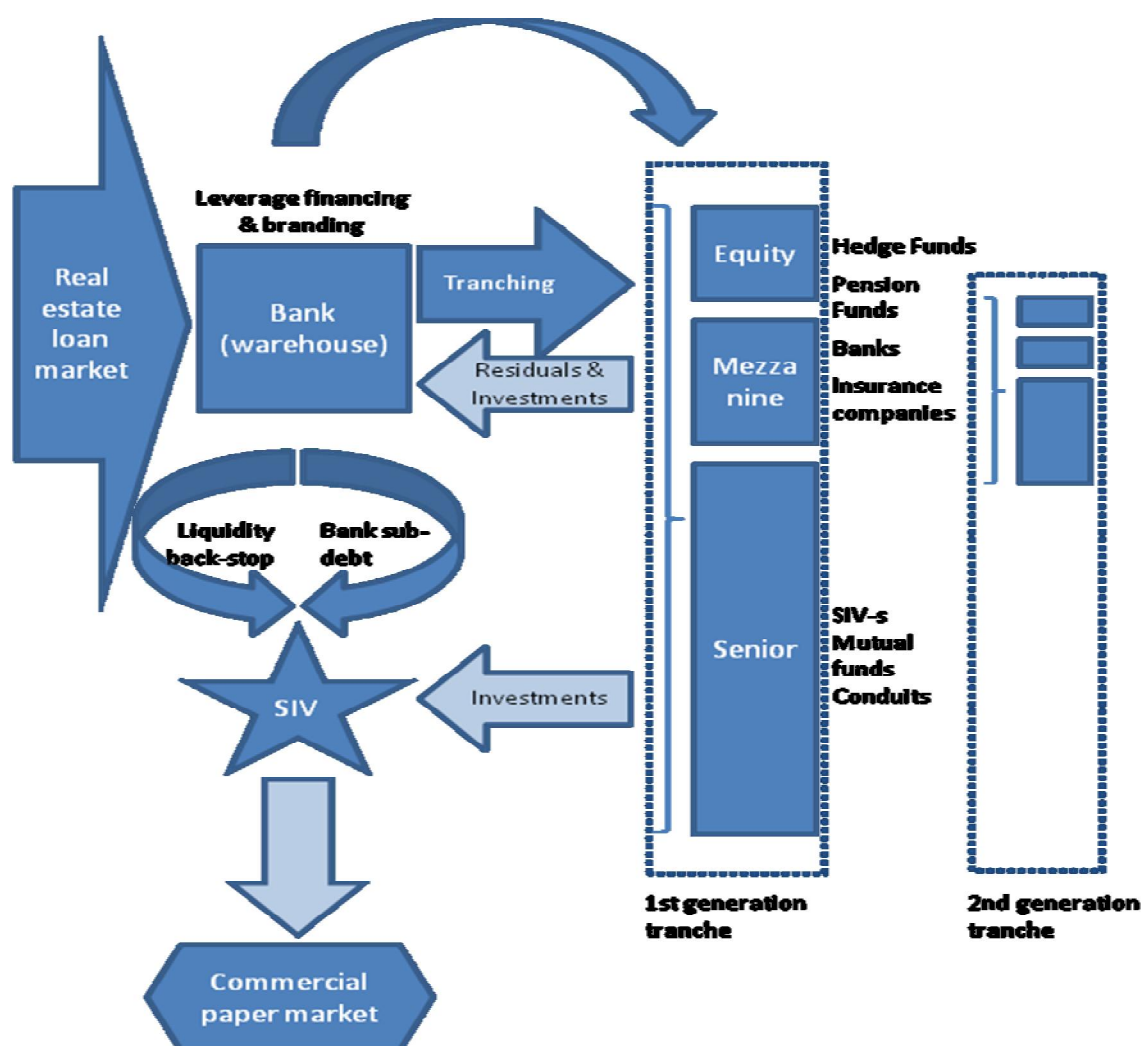 Leverage financing
& branding
Real
estate
loan
market
Bank
(warehouse)
Tranching
Residuals &
Investments
Equity
Mezza
nine
Senior
Hedge Funds
Pension
Funds
Banks
Insurance
companies
SIV-s
Mutual
funds
Conduits
Liquidity
back-stop
Bank sub-
debt
SIV
Investments
1st generation
tranche
2nd generation
tranche
Commercial
paper market